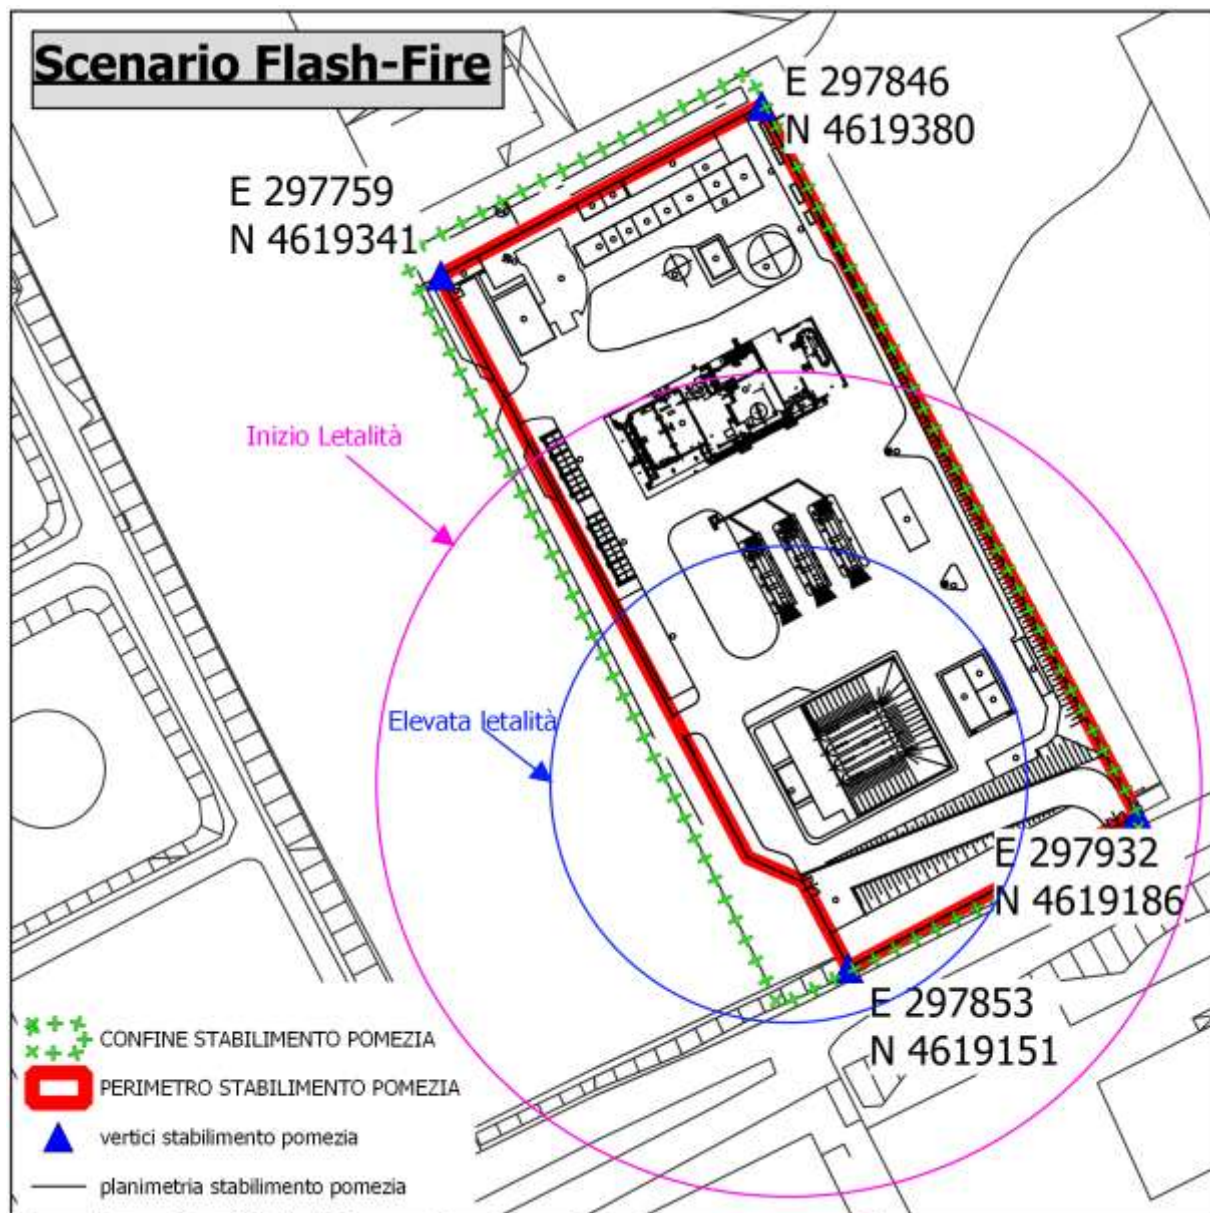 Scenario Flash-Fire
E 297846
N 4619380
E 297759
N 4619341
Inizio Letalità
Elevata letalità
E 297932
N 4619186
E 297853
N 4619151
CONFINE STABILIMENTO POMEZIA
PERIMETRO STABILIMENTO POMEZIA
vertici stabilimento pomezia
planimetria stabilimento pomezia